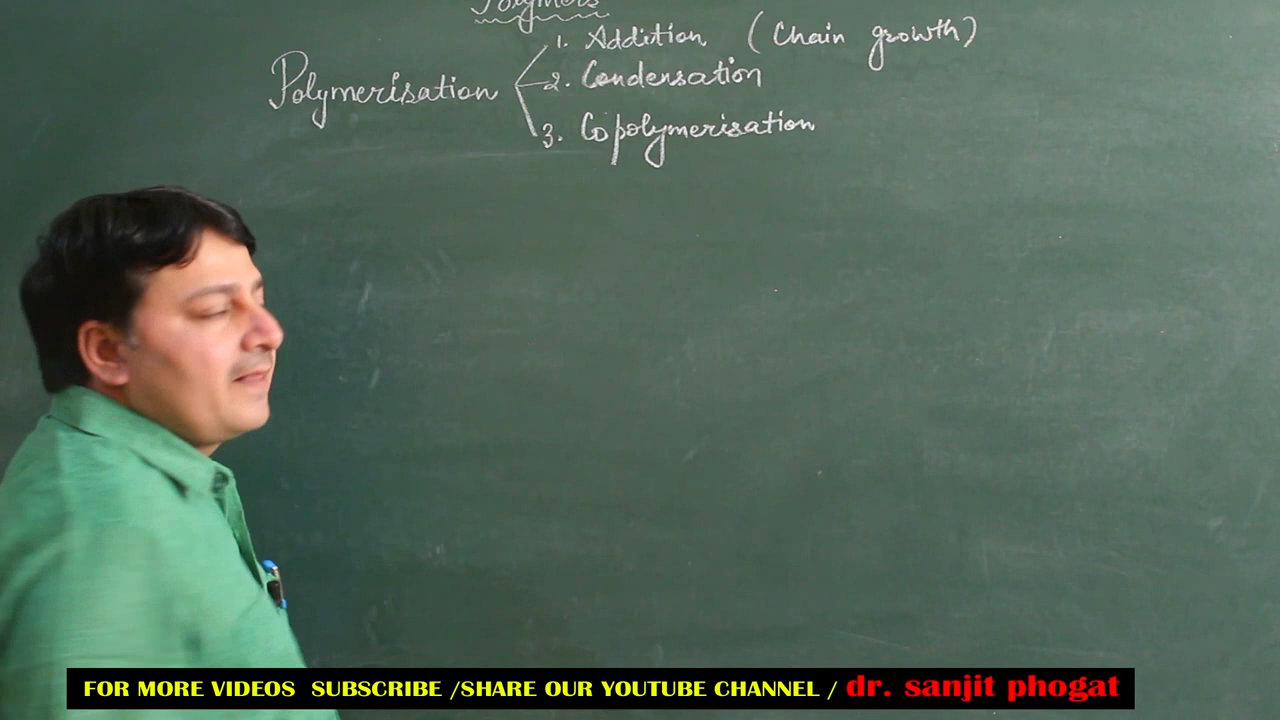 Polymers
1. Addition (Chain growth)
Polymerisation 2. Condensation
3. Copolymerisation
FOR MORE VIDEOS SUBSCRIBE /SHARE OUR YOUTUBE CHANNEL / dr. sanjit phogat